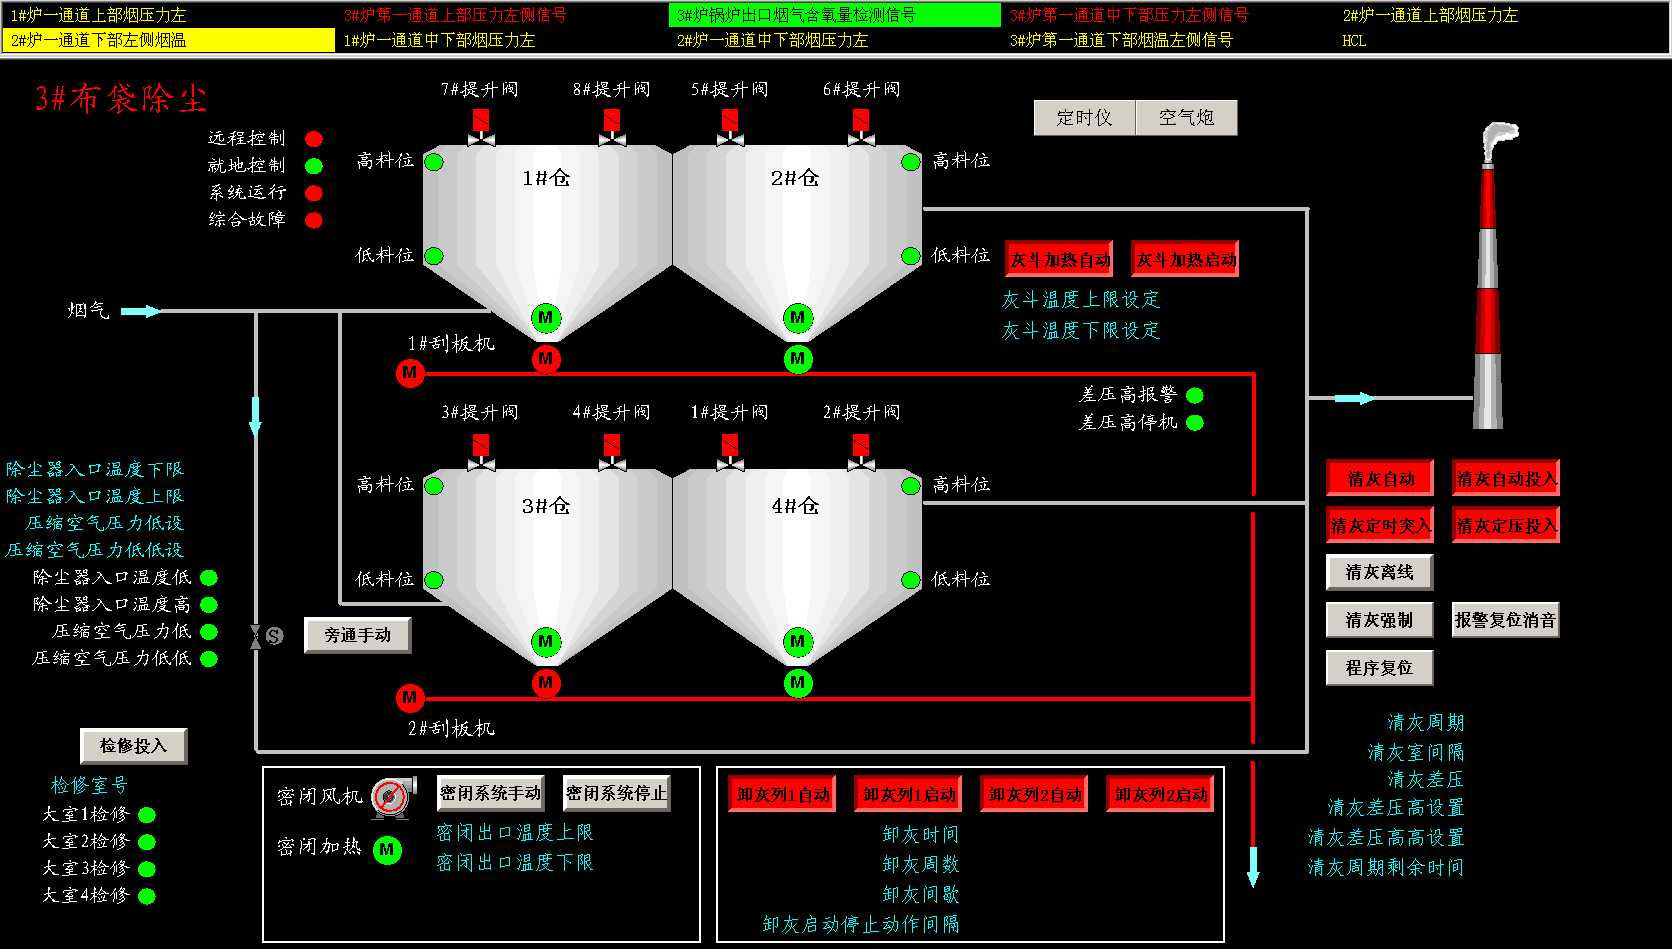 1#炉一通道上部烟压力左
3#炉第一通道上部压力左侧信号
3#炉锅炉出口烟气含氧量检测信号
3#炉第一通道中下部压力左侧信号
2#炉一通道上部烟压力左
2#炉一通道下部左侧烟温
1#炉一通道中下部烟压力左
2#炉一通道中下部烟压力左
3#炉第一通道下部烟温左侧信号
HCL
3#布袋除尘
7#提升阀
8#提升阀
5#提升阀
6#提升阀
定时仪
空气炮
远程控制
就地控制
系统运行
综合故障
高料位
1#仓
2#仓
高料位
低料位
低料位
灰斗加热自动
灰斗加热启动
灰斗温度上限设定
灰斗温度下限设定
烟气
M
M
1#刮板机
M
M
M
差压高报警
差压高停机
3#提升阀
4#提升阀
1#提升阀
2#提升阀
除尘器入口温度下限
除尘器入口温度上限
压缩空气压力低设
压缩空气压力低低设
除尘器入口温度低
除尘器入口温度高
压缩空气压力低
压缩空气压力低低
高料位
3#仓
4#仓
高料位
低料位
低料位
S
旁通手动
M
M
M
M
M
2#刮板机
清灰自动
清灰自动投入
清灰定时突入
清灰定压投入
清灰离线
清灰强制
报警复位消音
程序复位
清灰周期
清灰室间隔
清灰差压
清灰差压高设置
清灰差压高高设置
清灰周期剩余时间
检修投入
检修室号
大室1检修
大室2检修
大室3检修
大室4检修
密闭风机
密闭系统手动
密闭系统停止
密闭加热
M
密闭出口温度上限
密闭出口温度下限
卸灰列1自动
卸灰列1启动
卸灰列2自动
卸灰列2启动
卸灰时间
卸灰周数
卸灰间歇
卸灰启动停止动作间隔